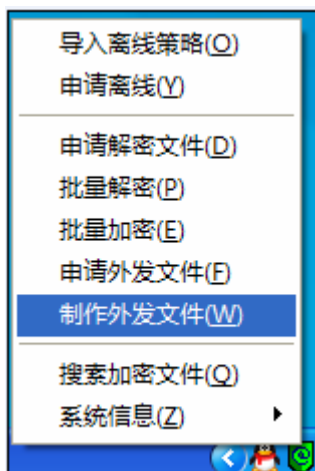 导入离线策略(O)
申请离线(Y)
申请解密文件(D)
批量解密(P)
批量加密(E)
申请外发文件(F)
制作外发文件(W)
搜索加密文件(Q)
系统信息(Z)